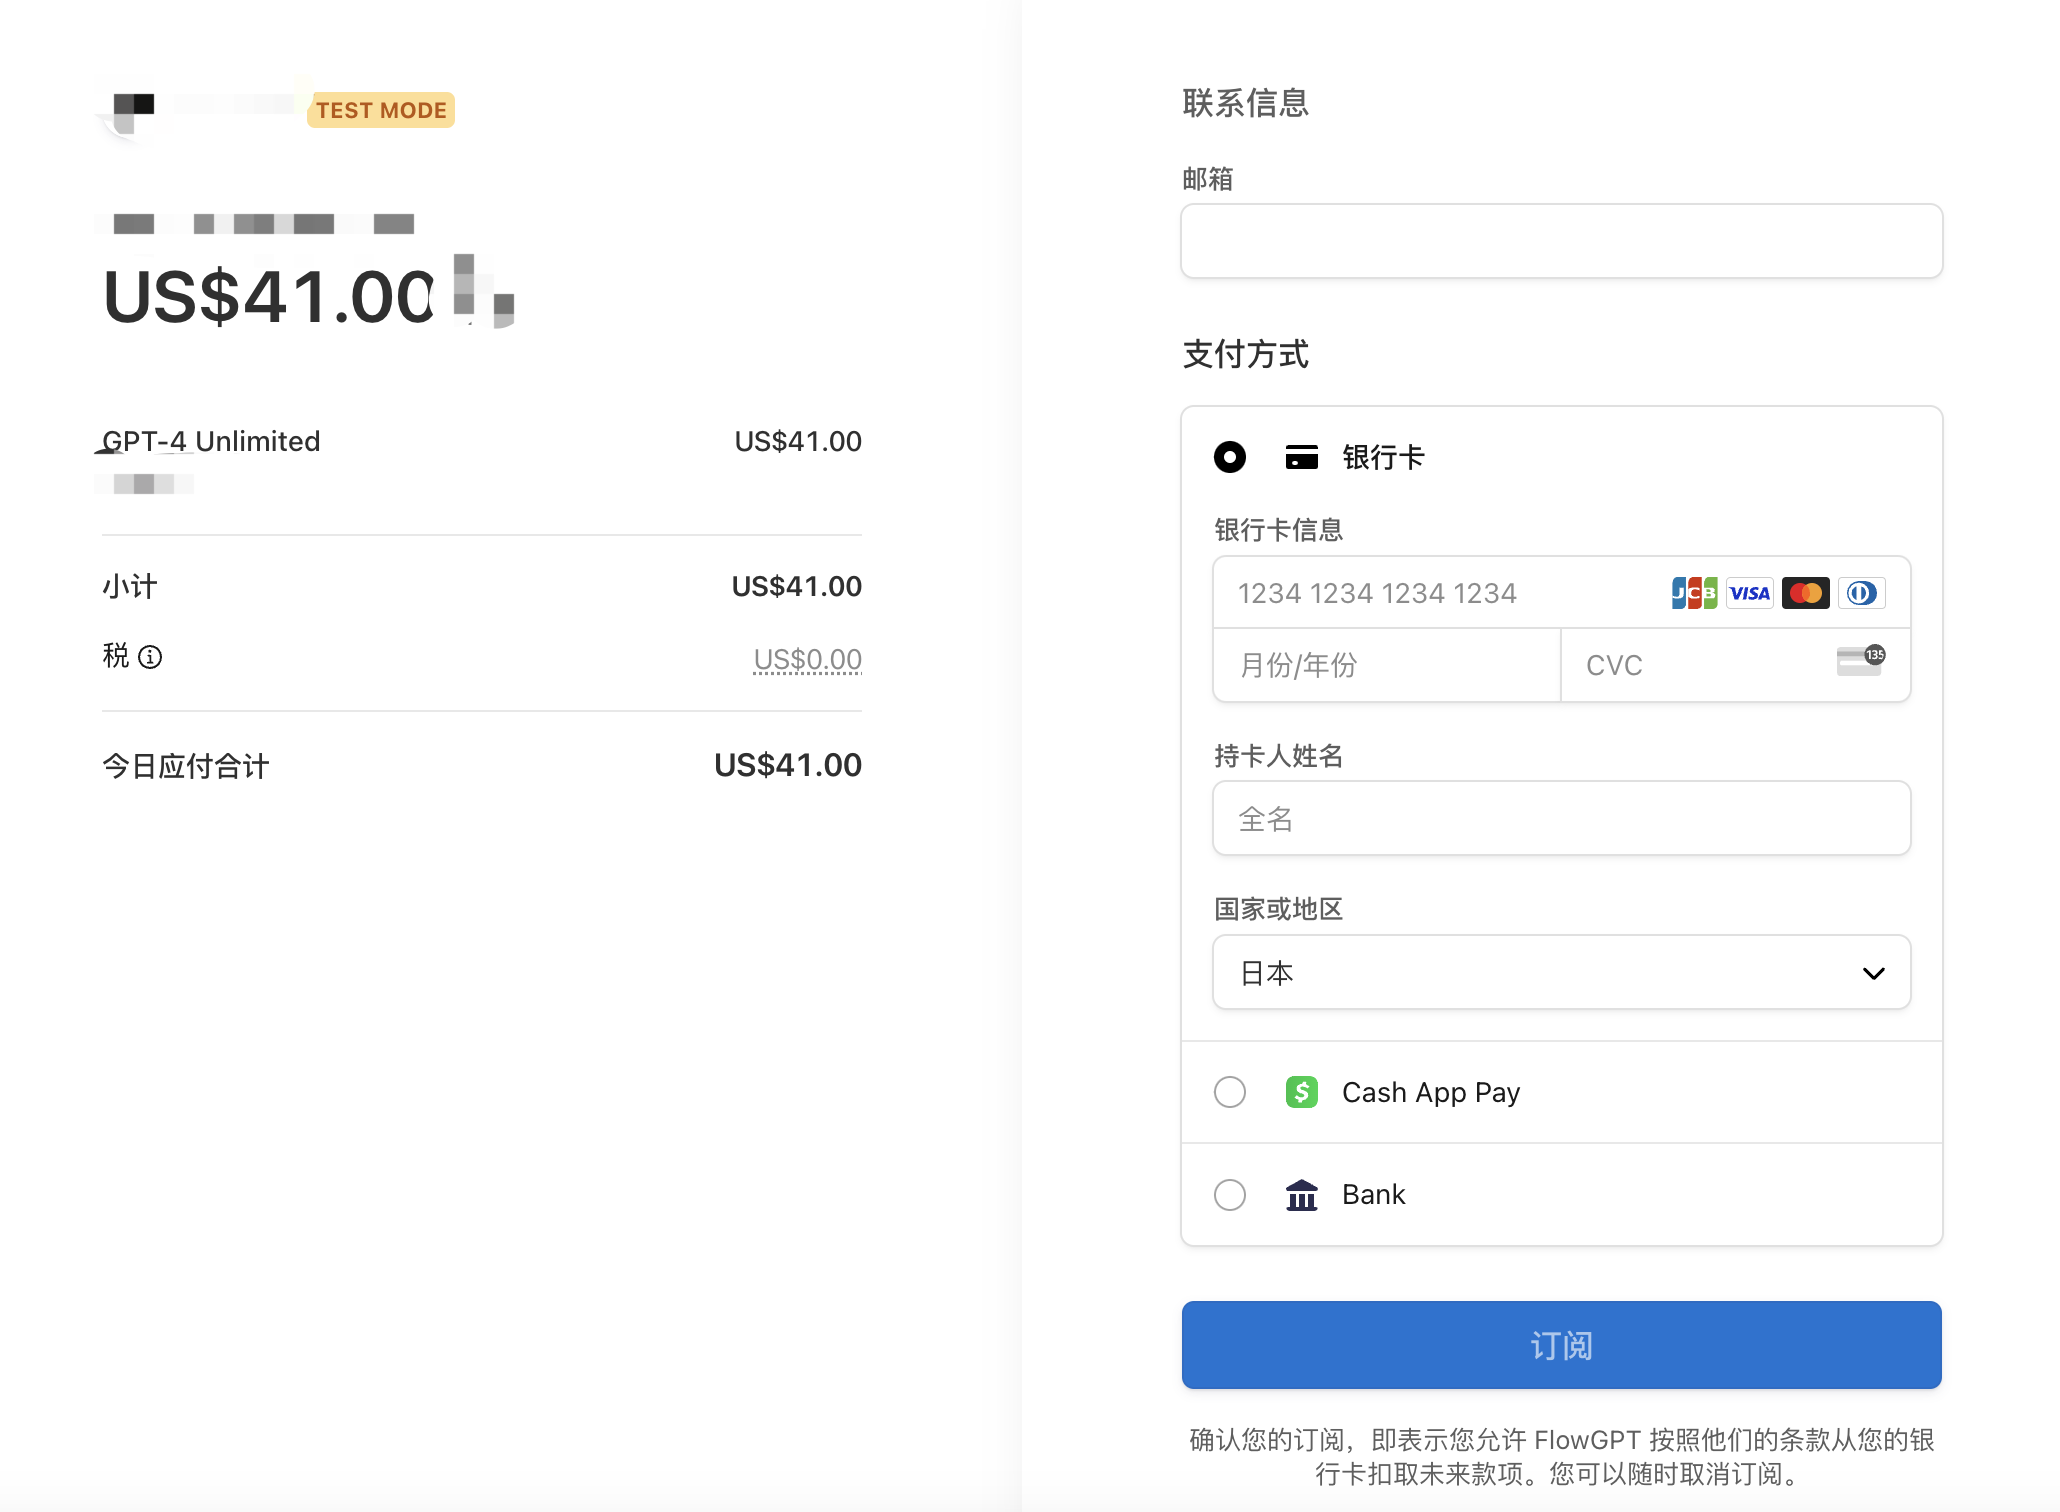 TEST MODE
US$41.00
GPT-4 Unlimited
US$41.00
小计
US$41.00
税
US$0.00
今日应付合计
US$41.00
联系信息
邮箱
支付方式
银行卡
银行卡信息
1234 1234 1234 1234
JCB VISA
月份/年份
CVC
135
持卡人姓名
全名
国家或地区
日本
$ Cash App Pay
Bank
订阅
确认您的订阅，即表示您允许 FlowGPT 按照他们的条款从您的银
行卡扣取未来款项。您可以随时取消订阅。